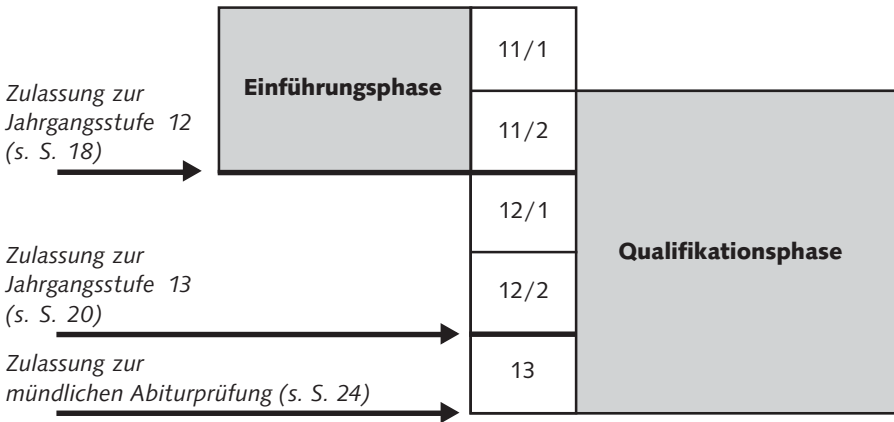 11/1
Einführungsphase
Zulassung zur
Jahrgangsstufe 12
(s. S. 18)
11/2
12/1
Qualifikationsphase
Zulassung zur
Jahrgangsstufe 13
(s. S. 20)
12/2
Zulassung zur
mündlichen Abiturprüfung (s. S. 24)
13